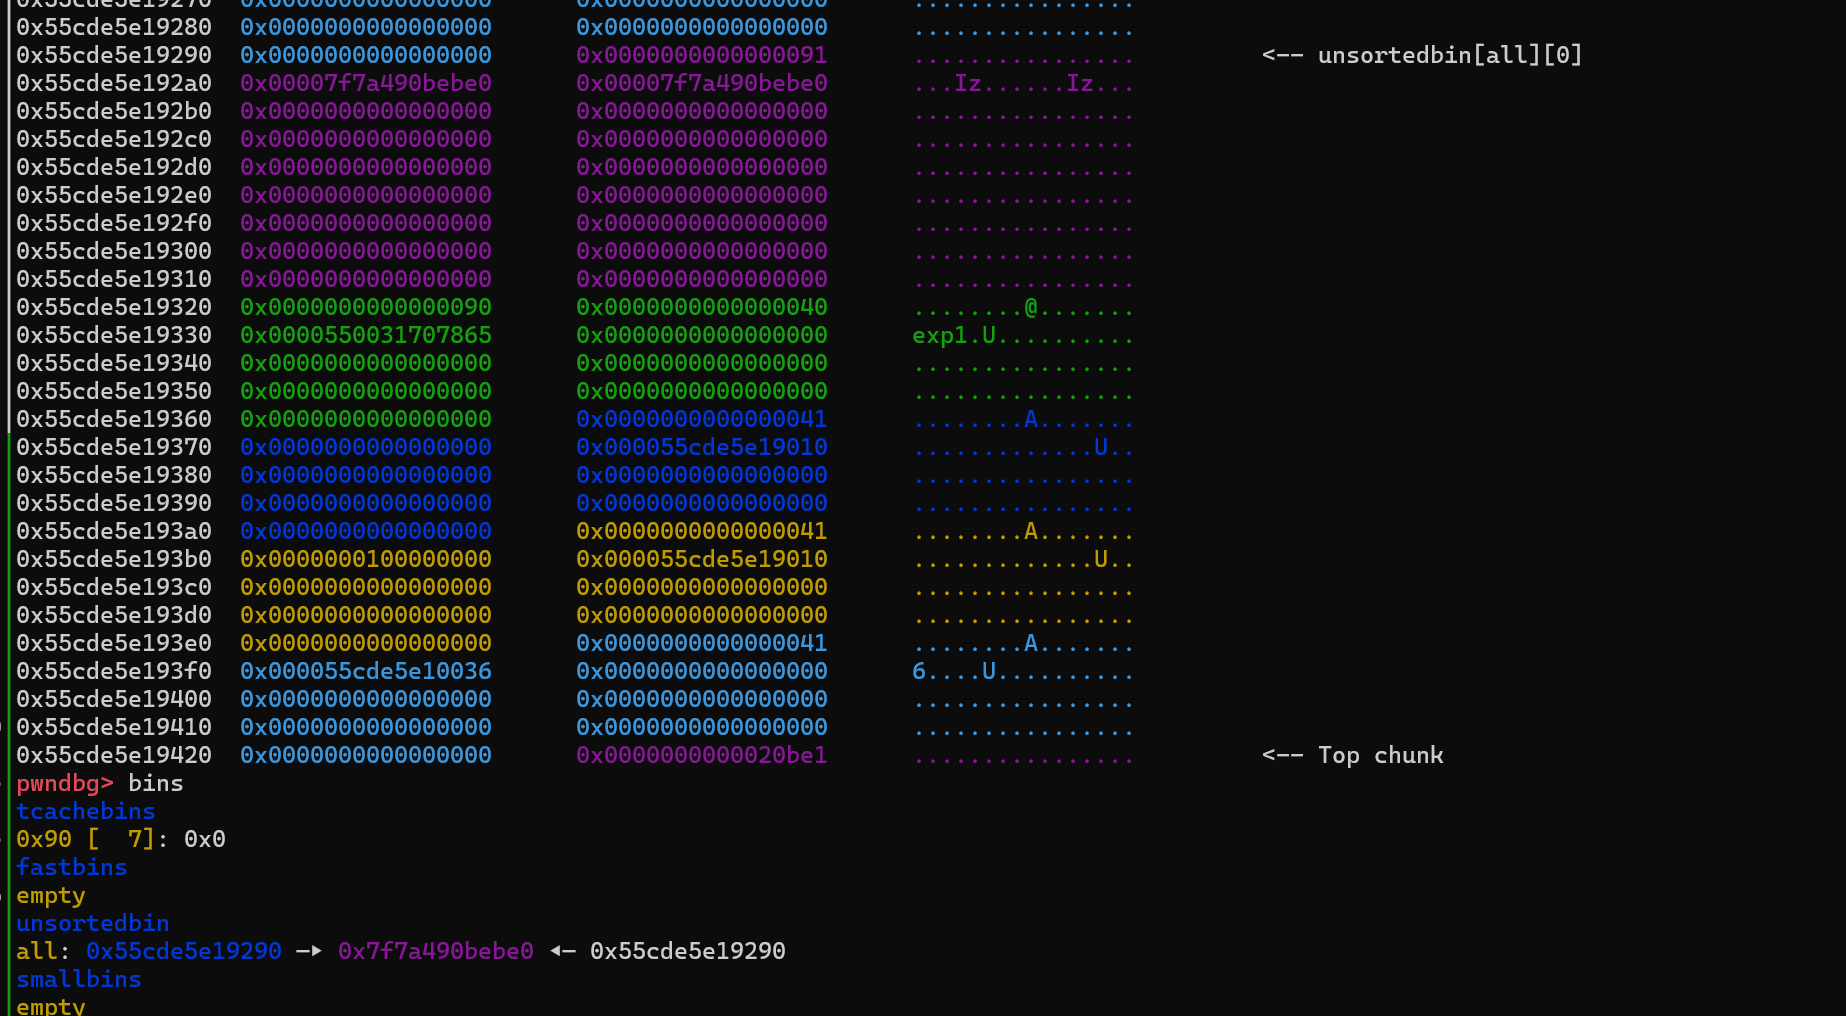 0x55cde5e19270 0x0000000000000000 0x0000000000000000 ................
0x55cde5e19280 0x0000000000000000 0x0000000000000000 ................
0x55cde5e19290 0x0000000000000000 0x0000000000000091 ................ <-- unsortedbin[all][0]
0x55cde5e192a0 0x00007f7a490bebe0 0x00007f7a490bebe0 ...Iz......Iz...
0x55cde5e192b0 0x0000000000000000 0x0000000000000000 ................
0x55cde5e192c0 0x0000000000000000 0x0000000000000000 ................
0x55cde5e192d0 0x0000000000000000 0x0000000000000000 ................
0x55cde5e192e0 0x0000000000000000 0x0000000000000000 ................
0x55cde5e192f0 0x0000000000000000 0x0000000000000000 ................
0x55cde5e19300 0x0000000000000000 0x0000000000000000 ................
0x55cde5e19310 0x0000000000000000 0x0000000000000000 ................
0x55cde5e19320 0x0000000000000090 0x0000000000000040 ........@.......
0x55cde5e19330 0x0000550031707865 0x0000000000000000 exp1.U..........
0x55cde5e19340 0x0000000000000000 0x0000000000000000 ................
0x55cde5e19350 0x0000000000000000 0x0000000000000000 ................
0x55cde5e19360 0x0000000000000000 0x0000000000000041 ........A.......
0x55cde5e19370 0x0000000000000000 0x000055cde5e19010 .............U..
0x55cde5e19380 0x0000000000000000 0x0000000000000000 ................
0x55cde5e19390 0x0000000000000000 0x0000000000000000 ................
0x55cde5e193a0 0x0000000000000000 0x0000000000000041 ........A.......
0x55cde5e193b0 0x0000000100000000 0x000055cde5e19010 .............U..
0x55cde5e193c0 0x0000000000000000 0x0000000000000000 ................
0x55cde5e193d0 0x0000000000000000 0x0000000000000000 ................
0x55cde5e193e0 0x0000000000000000 0x0000000000000041 ........A.......
0x55cde5e193f0 0x000055cde5e10036 0x0000000000000000 6....U..........
0x55cde5e19400 0x0000000000000000 0x0000000000000000 ................
0x55cde5e19410 0x0000000000000000 0x0000000000000000 ................
0x55cde5e19420 0x0000000000000000 0x0000000000020be1 ................ <-- Top chunk
pwndbg> bins
tcachebins
0x90 [  7]: 0x0
fastbins
empty
unsortedbin
all: 0x55cde5e19290 —▸ 0x7f7a490bebe0 ◂— 0x55cde5e19290
smallbins
empty